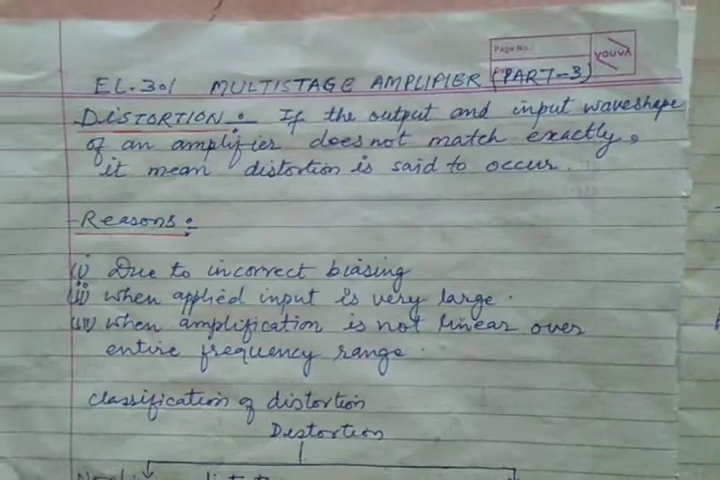 Page No.
YOUVA
EL-301 MULTISTAGE AMPLIFIER (PART-3)
DISTORTION :- If the output and input waveshape
of an amplifier does not match exactly,
it mean distortion is said to occur.
Reasons :-
(i) Due to incorrect biasing
(ii) when applied input is very large.
(iii) when amplification is not linear over
entire frequency range.
classification of distortion
Distortion